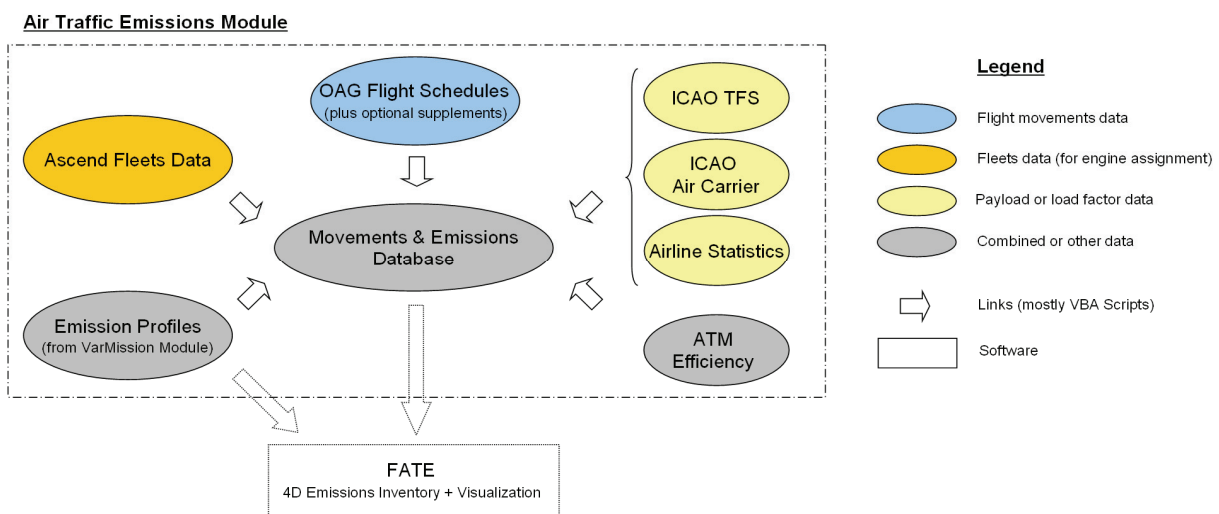 Air Traffic Emissions Module
OAG Flight Schedules
(plus optional supplements)
Ascend Fleets Data
ICAO TFS
ICAO
Air Carrier
Airline Statistics
Movements & Emissions
Database
Emission Profiles
(from VarMission Module)
ATM
Efficiency
FATE
4D Emissions Inventory + Visualization
Legend
Flight movements data
Fleets data (for engine assignment)
Payload or load factor data
Combined or other data
Links (mostly VBA Scripts)
Software